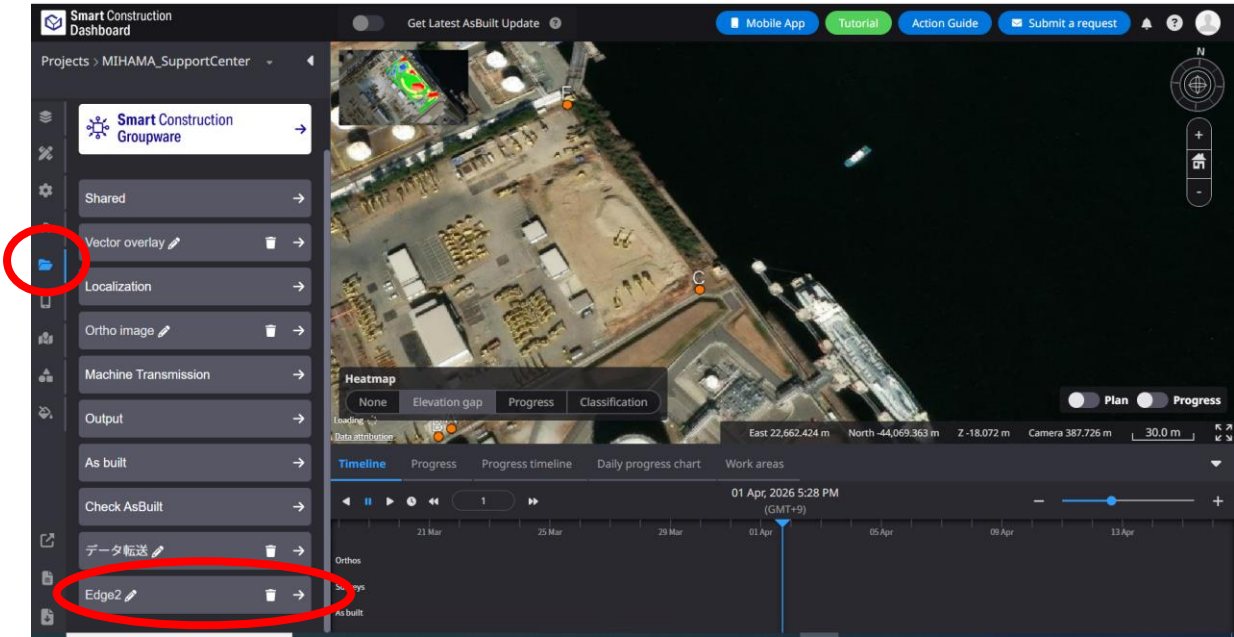 Smart Construction
Dashboard
Get Latest AsBuilt Update
Mobile App
Tutorial
Action Guide
Submit a request
Projects > MIHAMA_SupportCenter
Smart Construction
Groupware
Shared
Vector overlay
Localization
Ortho image
Machine Transmission
Output
As built
Check AsBuilt
データ転送
Edge2
N
+
-
E
C
Heatmap
None Elevation gap Progress Classification
Loading
Data attribution
Plan Progress
East 22,662.424 m North -44,069.363 m Z -18.072 m Camera 387.726 m 30.0 m
Timeline Progress Progress timeline Daily progress chart Work areas
1
01 Apr, 2026 5:28 PM
(GMT+9)
21 Mar 25 Mar 29 Mar 01 Apr 05 Apr 09 Apr 13 Apr
Orthos
As built